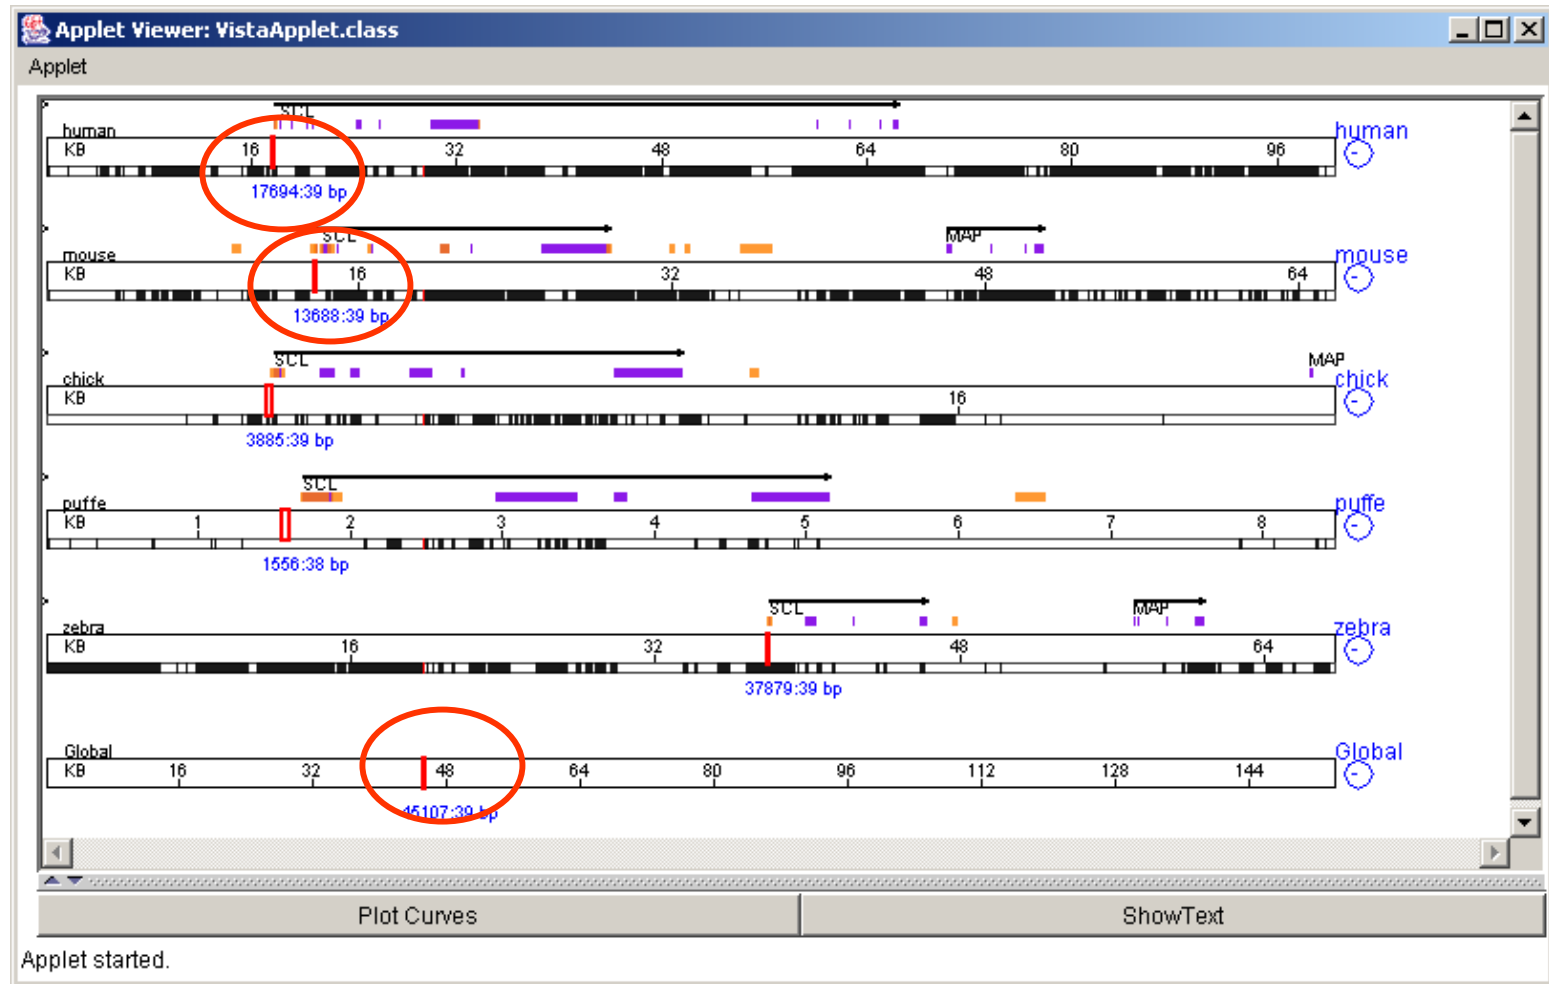 Applet Viewer: VistaApplet.class
Applet
SCL
human
human
KB 16 32 48 64 80 96
17694:39 bp
SCL MAP
mouse
mouse
KB 16 32 48 64
13688:39 bp
SCL MAP
chick
chick
KB 16
3885:39 bp
SCL
puffe
puffe
KB 1 2 3 4 5 6 7 8
1556:38 bp
SCL MAP
zebra
zebra
KB 16 32 48 64
37879:39 bp
Global
Global
KB 16 32 48 64 80 96 112 128 144
45107:39 bp
Plot Curves ShowText
Applet started.